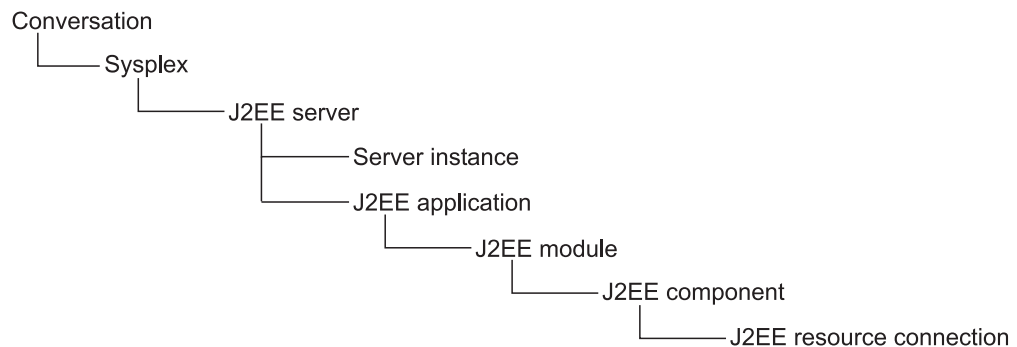 Conversation
Sysplex
J2EE server
Server instance
J2EE application
J2EE module
J2EE component
J2EE resource connection